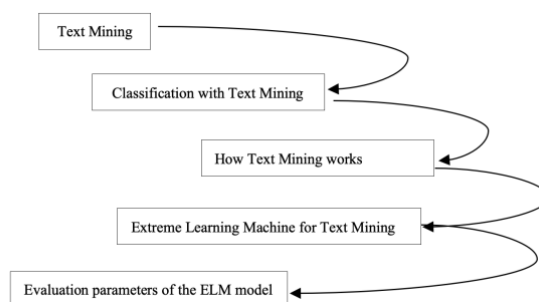 Text Mining
Classification with Text Mining
How Text Mining works
Extreme Learning Machine for Text Mining
Evaluation parameters of the ELM model